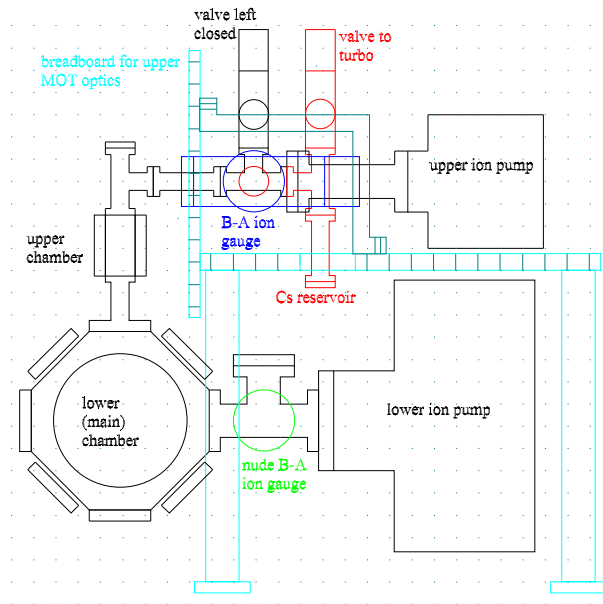 valve left
closed
valve to
turbo
breadboard for upper
MOT optics
upper ion pump
B-A ion
gauge
upper
chamber
Cs reservoir
lower
(main)
chamber
lower ion pump
nude B-A
ion gauge